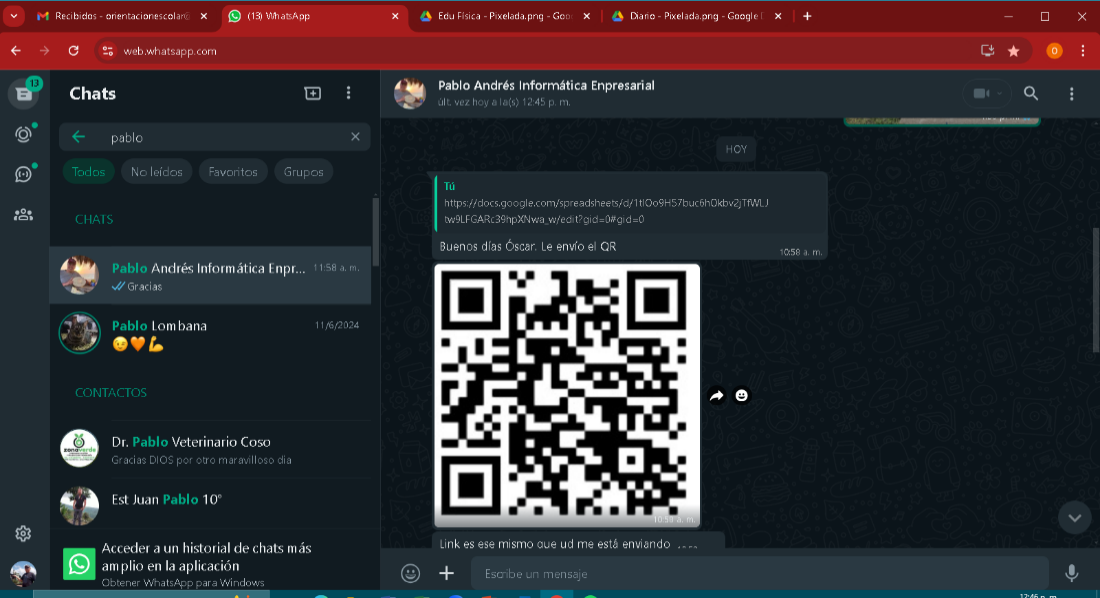 Recibidos - orientacionescolar@
(13) WhatsApp
Edu Física - Pixelada.png - Goo
Diario - Pixelada.png - Google D
web.whatsapp.com
O
13
Chats
pablo
Todos
No leídos
Favoritos
Grupos
CHATS
Pablo Andrés Informática Enpr...
11:58 a. m.
Gracias
Pablo Lombana
11/6/2024
CONTACTOS
Dr. Pablo Veterinario Coso
Gracias DIOS por otro maravilloso dia
Est Juan Pablo 10°
Acceder a un historial de chats más
amplio en la aplicación
Obtener WhatsApp para Windows
Pablo Andrés Informática Enpresarial
últ. vez hoy a la(s) 12:45 p. m.
HOY
Tú
https://docs.google.com/spreadsheets/d/1tIOo9H57buc6hOkbv2jTfWLJ
tw9LFGARc39hpXNwa_w/edit?gid=0#gid=0
Buenos días Óscar. Le envío el QR
10:58 a. m.
10:59 a. m.
Link es ese mismo que ud me está enviando
Escribe un mensaje
12:46 p. m.